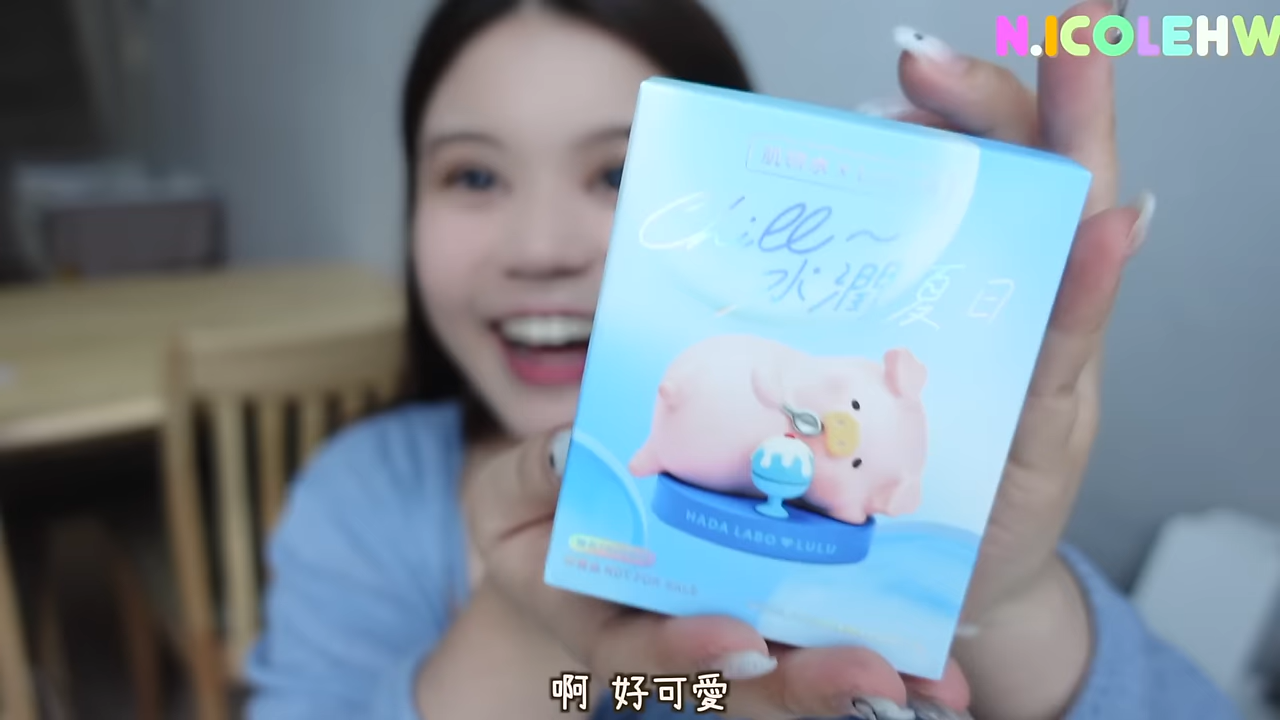 N.ICOLEHW
Chill~
水潤夏日
HADA LABO LULU
NOT FOR SALE
啊 好可愛